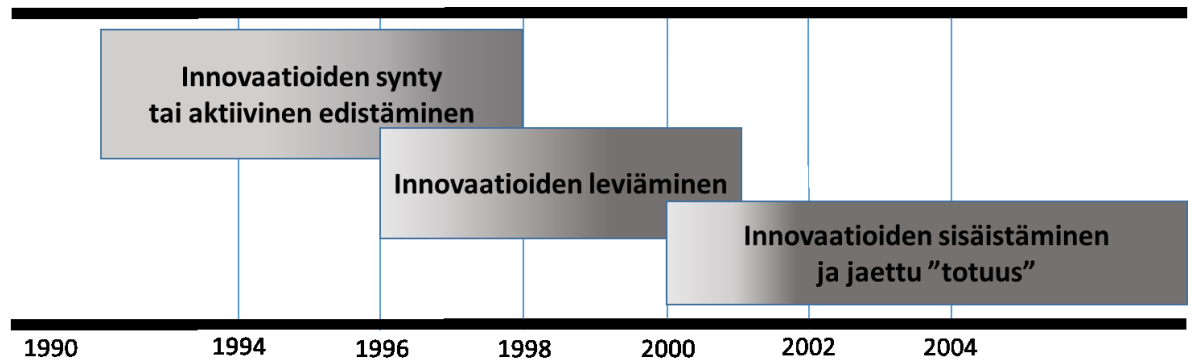 Innovaatioiden synty
tai aktiivinen edistäminen
Innovaatioiden leviäminen
Innovaatioiden sisäistäminen
ja jaettu ”totuus”
1990 1994 1996 1998 2000 2002 2004